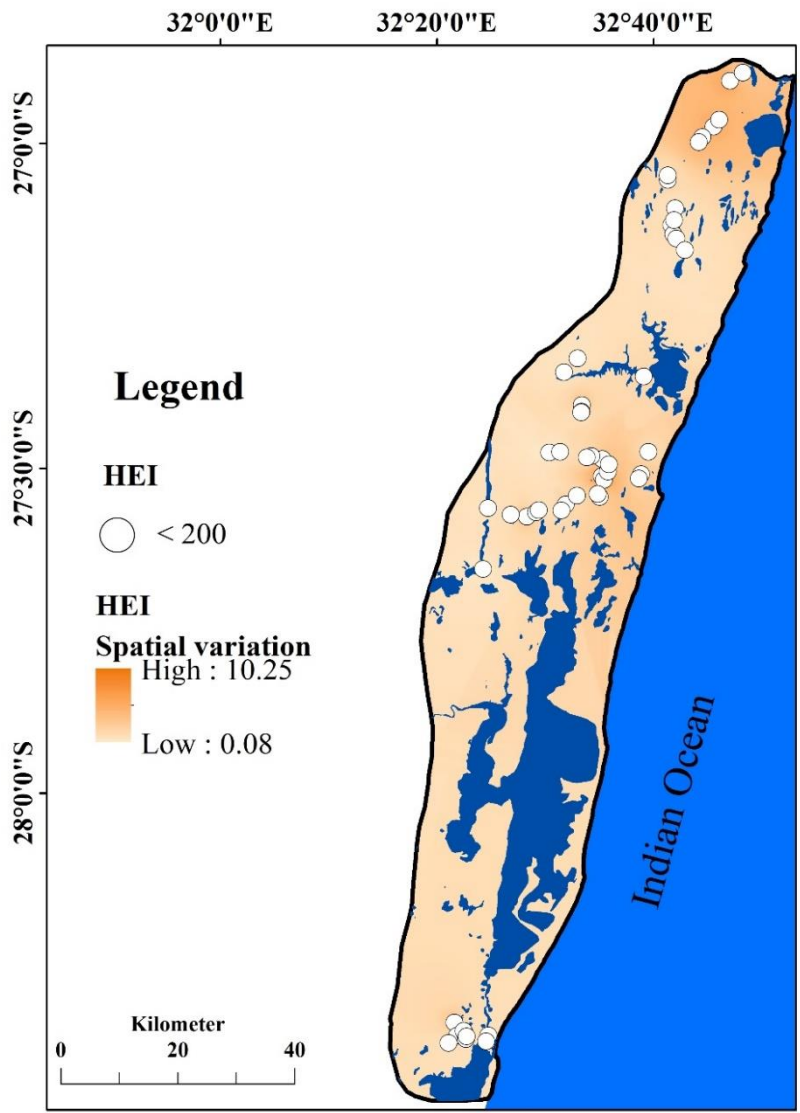 32°0'0"E 32°20'0"E 32°40'0"E
27°0'0"S
27°30'0"S
28°0'0"S
Legend
HEI
< 200
HEI
Spatial variation
High : 10.25
Low : 0.08
Indian Ocean
Kilometer
0 20 40